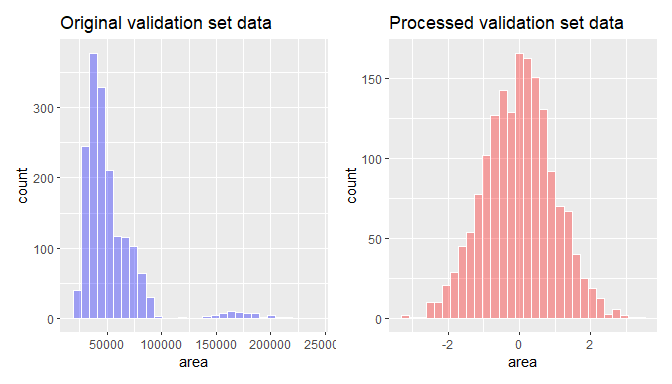 Original validation set data
300
200
100
0
count
50000 100000 150000 200000 25000
area
Processed validation set data
150
100
50
0
count
-2 0 2
area